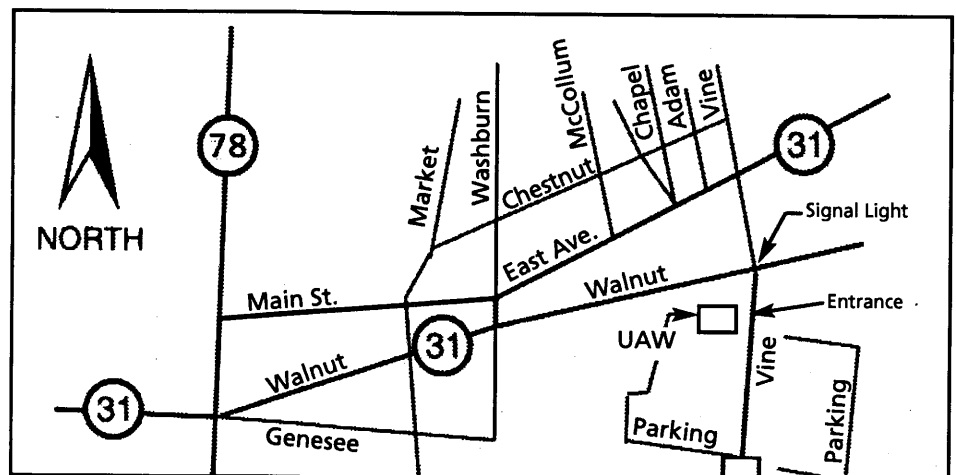 78
NORTH
Market
Washburn
Chestnut
McCollum
Chapel
Adam
Vine
31
Signal Light
East Ave.
Main St.
Walnut
Entrance
UAW
31
Walnut
Vine
31
Genesee
Parking
Parking